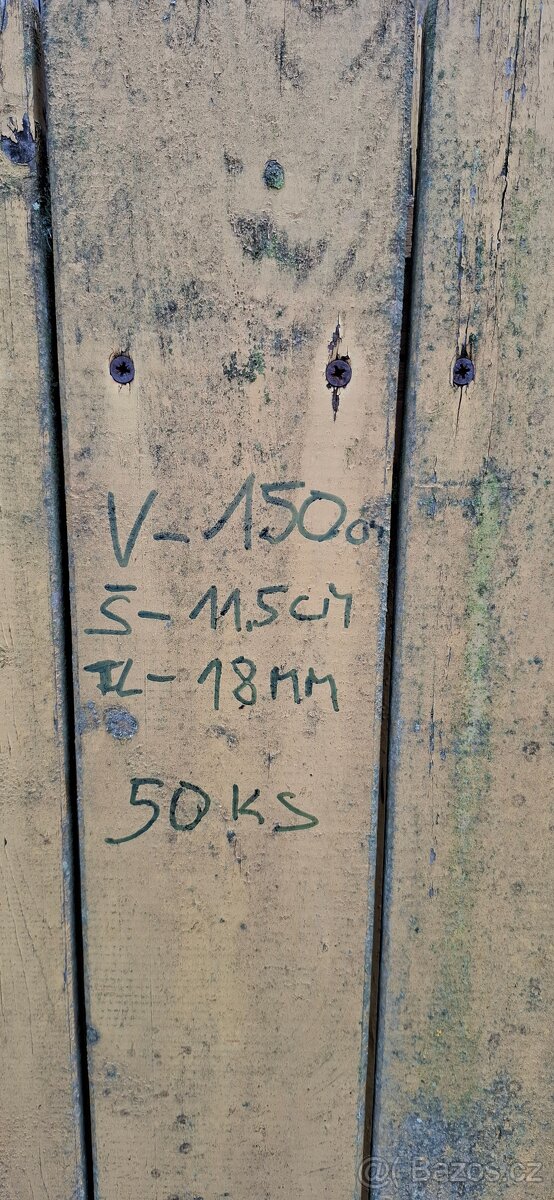 V-150cm
Š-11,5cm
TL-18mm
50KS
Bazos.cz